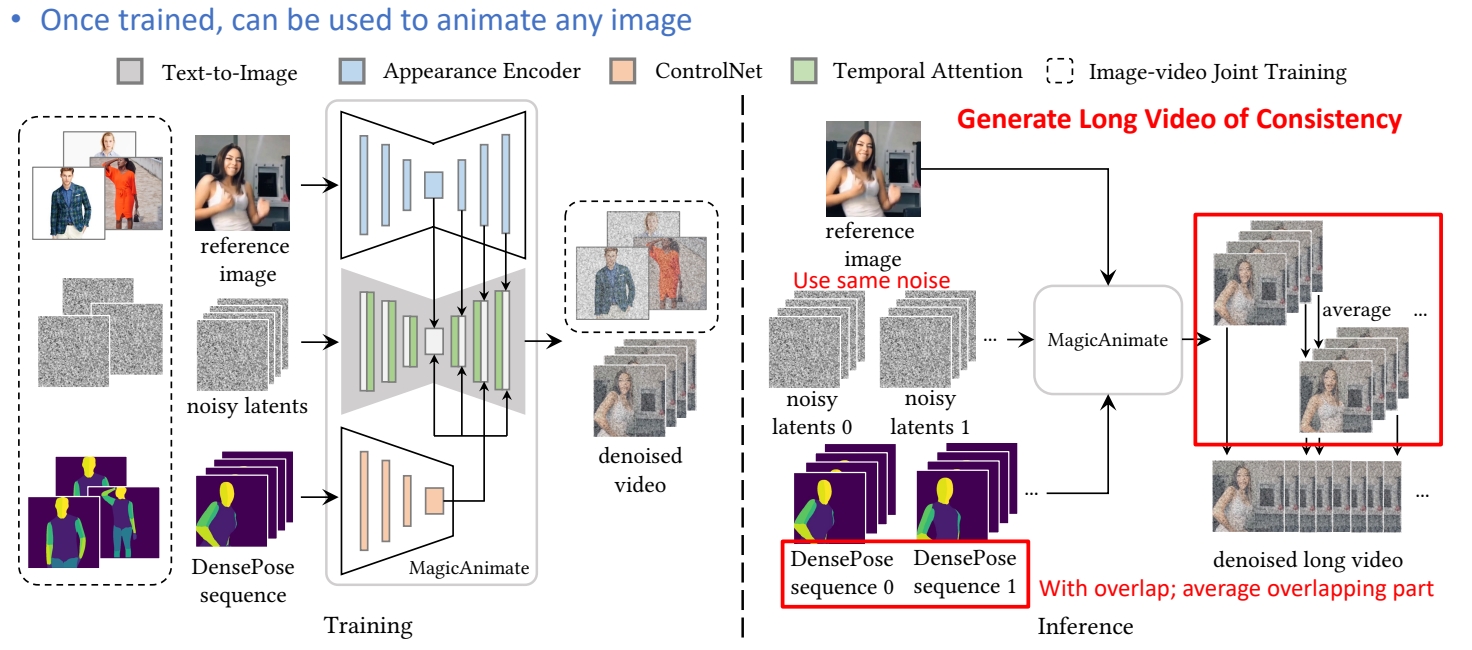 • Once trained, can be used to animate any image
Text-to-Image
Appearance Encoder
ControlNet
Temporal Attention
Image-video Joint Training
reference
image
noisy latents
DensePose
sequence
MagicAnimate
denoised
video
Training
Generate Long Video of Consistency
reference
image
Use same noise
noisy
latents 0
noisy
latents 1
...
MagicAnimate
average
...
DensePose
sequence 0
DensePose
sequence 1
...
...
denoised long video
With overlap; average overlapping part
Inference